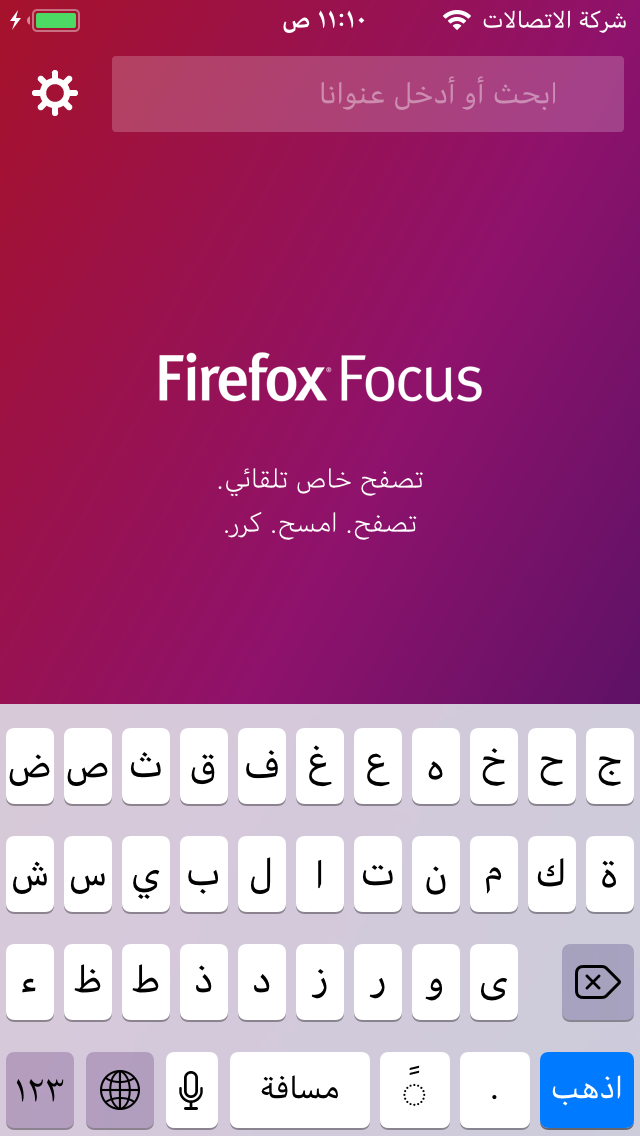 شركة الاتصالات ١١:١٠ ص
ابحث أو أدخل عنوانا
Firefox® Focus
تصفح خاص تلقائي.
تصفح. امسح. كرر.
ض ص ث ق ف غ ع ه خ ح ج
ش س ي ب ل ا ت ن م ك ة
ء ظ ط ذ د ز ر و ى
١٢٣ مسافة ً . اذهب